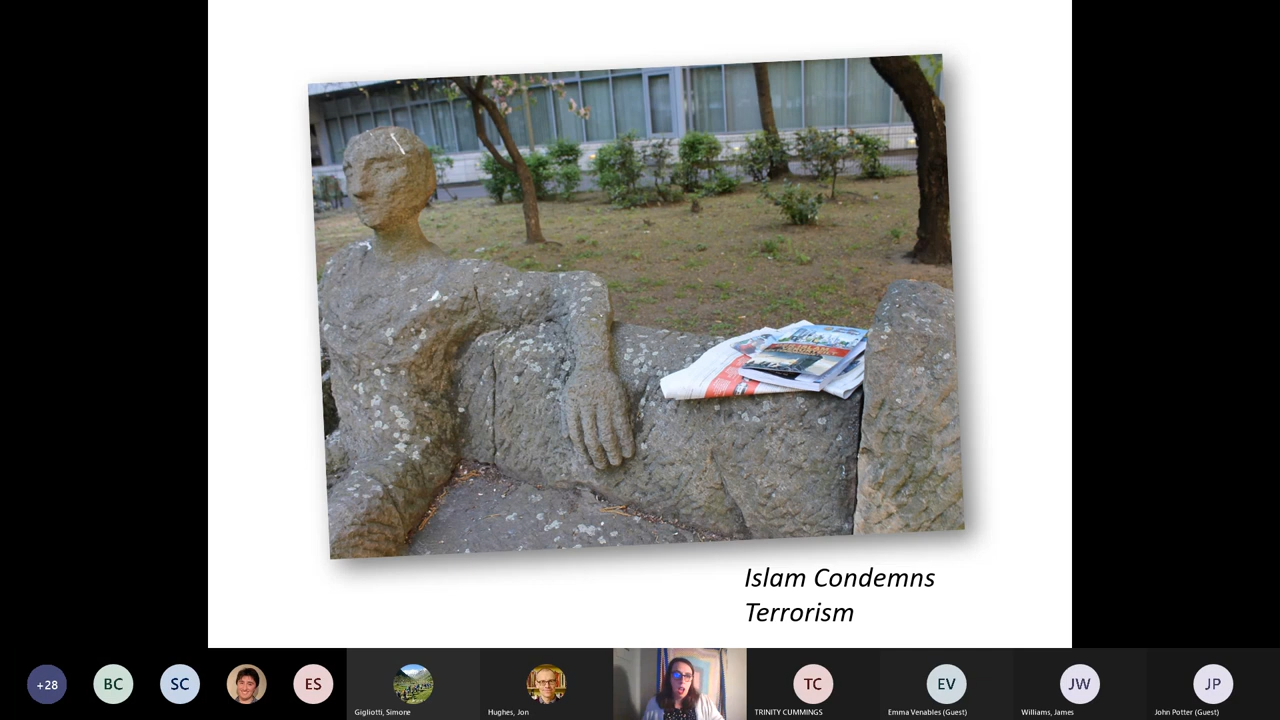 Islam Condemns
Terrorism
+28
BC
SC
ES
Gigliotti, Simone
Hughes, Jon
TC
TRINITY CUMMINGS
EV
Emma Venables (Guest)
JW
Williams, James
JP
John Potter (Guest)